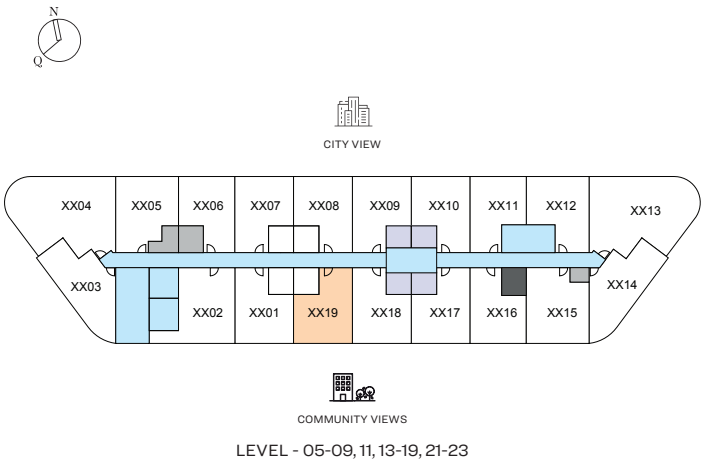 N
Q
CITY VIEW
XX04 XX05 XX06 XX07 XX08 XX09 XX10 XX11 XX12 XX13
XX03 XX14
XX02 XX01 XX19 XX18 XX17 XX16 XX15
COMMUNITY VIEWS
LEVEL - 05-09, 11, 13-19, 21-23